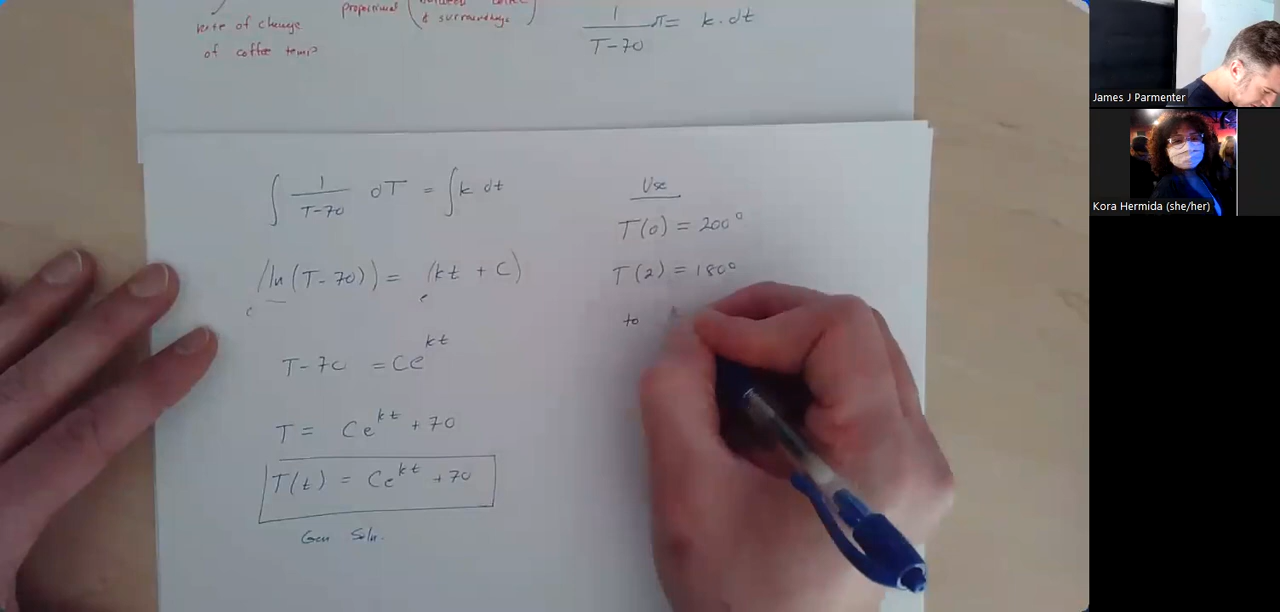 rate of change
of coffee temp
proportional ( between coffee
& surroundings )
1/(T-70) dT = k.dt
∫ 1/(T-70) dT = ∫ k dt
e^(ln(T-70)) = e^(kt + C)
T-70 = Ce^kt
T = Ce^kt + 70
T(t) = Ce^kt + 70
Gen Soln.
Use
T(0) = 200°
T(2) = 180°
to
James J Parmenter
Kora Hermida (she/her)